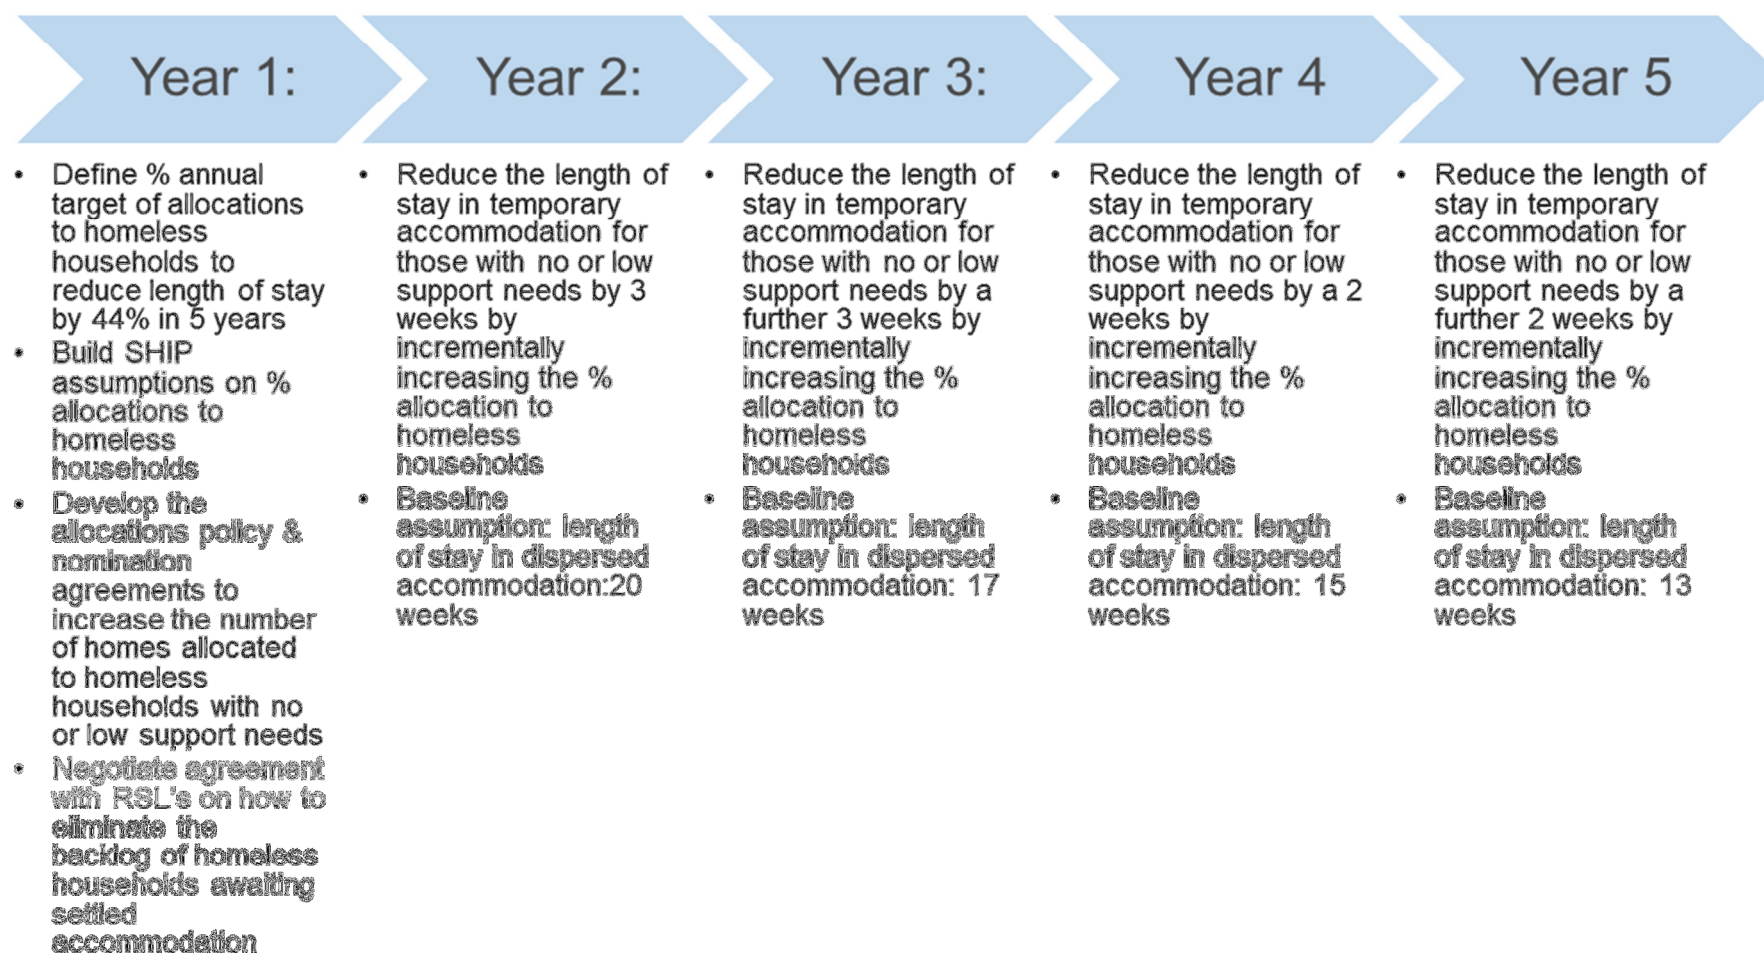 Year 1:
Year 2:
Year 3:
Year 4
Year 5
• Define % annual
target of allocations
to homeless
households to
reduce length of stay
by 44% in 5 years
• Build SHIP
assumptions on %
allocations to
homeless
households
• Develop the
allocations policy &
nomination
agreements to
increase the number
of homes allocated
to homeless
households with no
or low support needs
• Negotiate agreement
with RSL's on how to
eliminate the
backlog of homeless
households awaiting
settled
accommodation
• Reduce the length of
stay in temporary
accommodation for
those with no or low
support needs by 3
weeks by
incrementally
increasing the %
allocation to
homeless
households
• Baseline
assumption: length
of stay in dispersed
accommodation:20
weeks
• Reduce the length of
stay in temporary
accommodation for
those with no or low
support needs by a
further 3 weeks by
incrementally
increasing the %
allocation to
homeless
households
• Baseline
assumption: length
of stay in dispersed
accommodation: 17
weeks
• Reduce the length of
stay in temporary
accommodation for
those with no or low
support needs by a 2
weeks by
incrementally
increasing the %
allocation to
homeless
households
• Baseline
assumption: length
of stay in dispersed
accommodation: 15
weeks
• Reduce the length of
stay in temporary
accommodation for
those with no or low
support needs by a
further 2 weeks by
incrementally
increasing the %
allocation to
homeless
households
• Baseline
assumption: length
of stay in dispersed
accommodation: 13
weeks